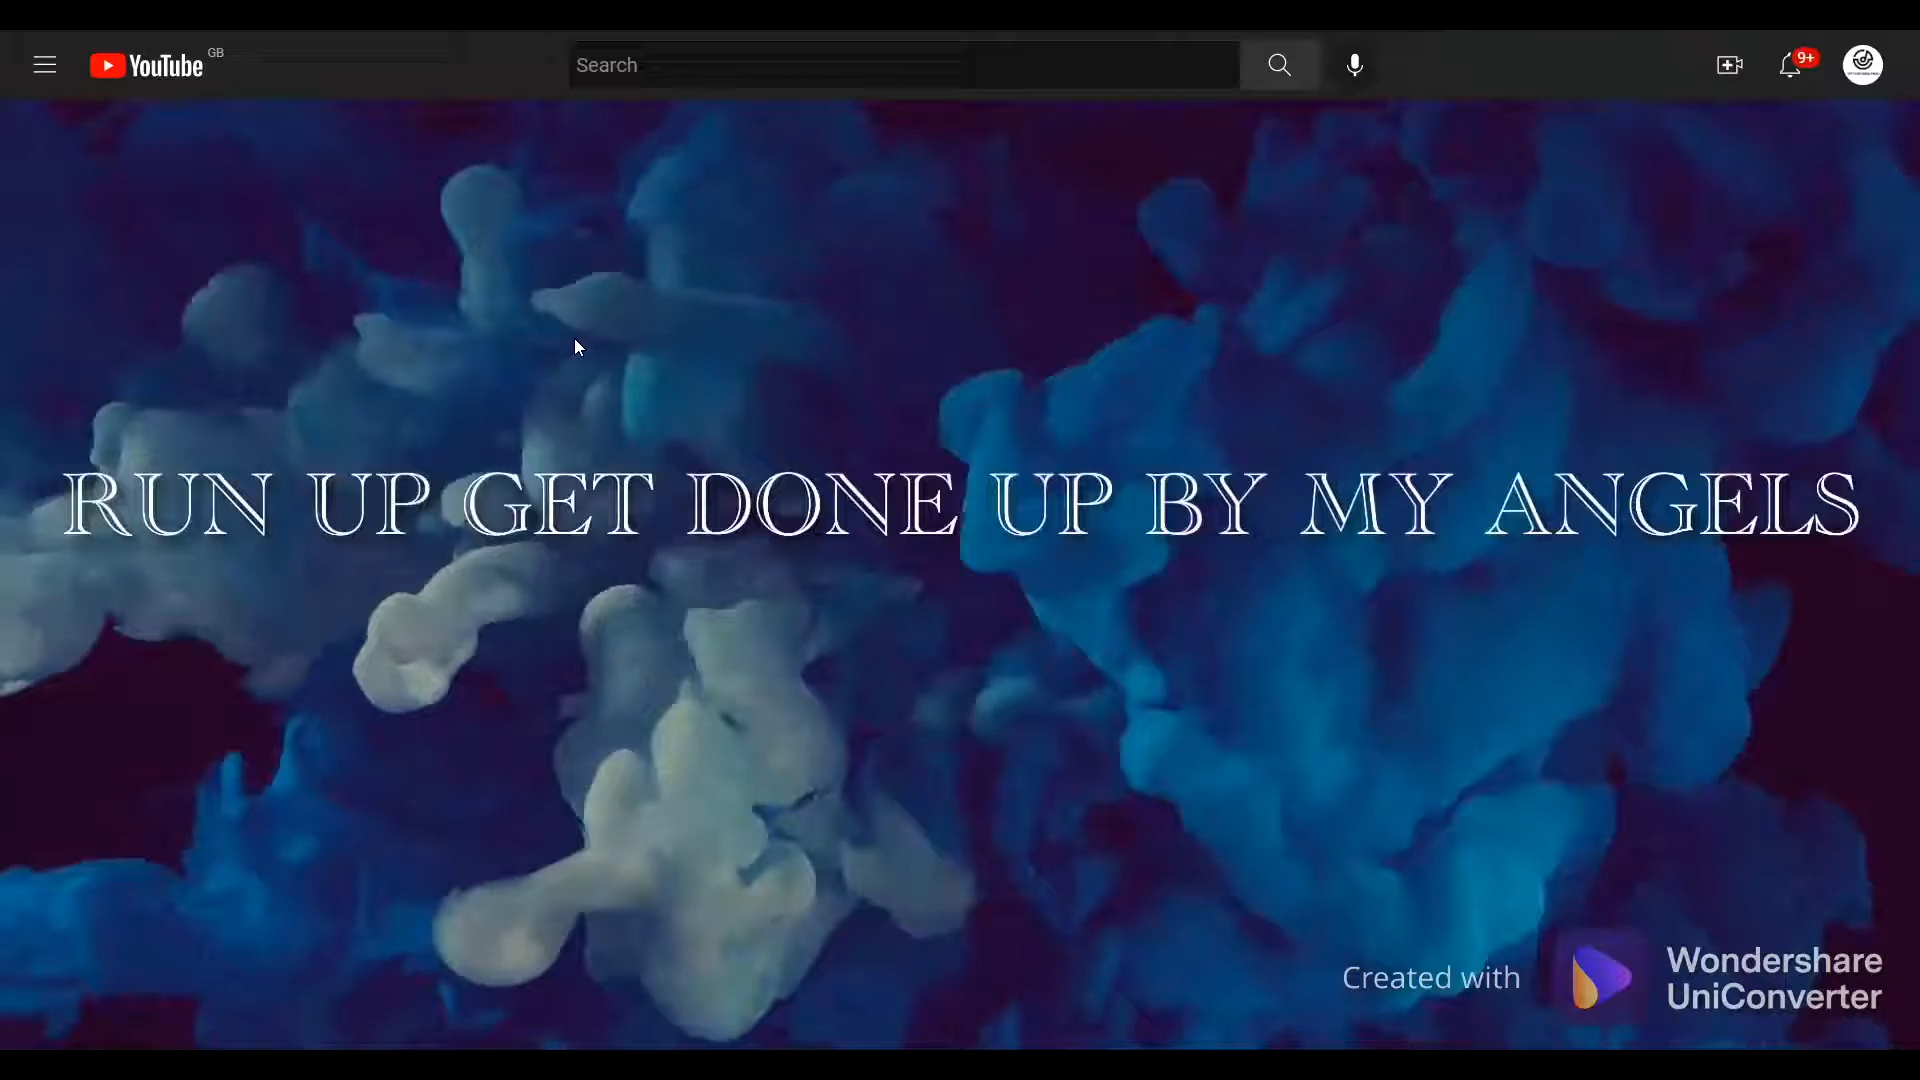 YouTube GB
Search
9+
RUN UP GET DONE UP BY MY ANGELS
Created with
Wondershare
UniConverter